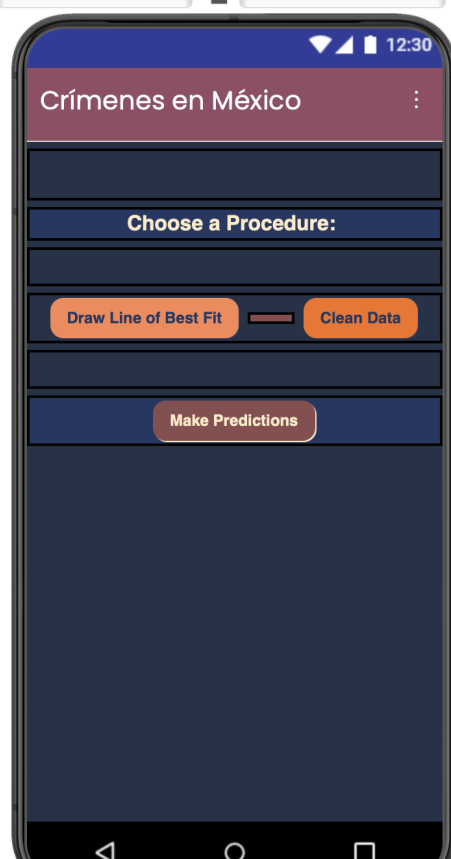 12:30
Crímenes en México
Choose a Procedure:
Draw Line of Best Fit Clean Data
Make Predictions